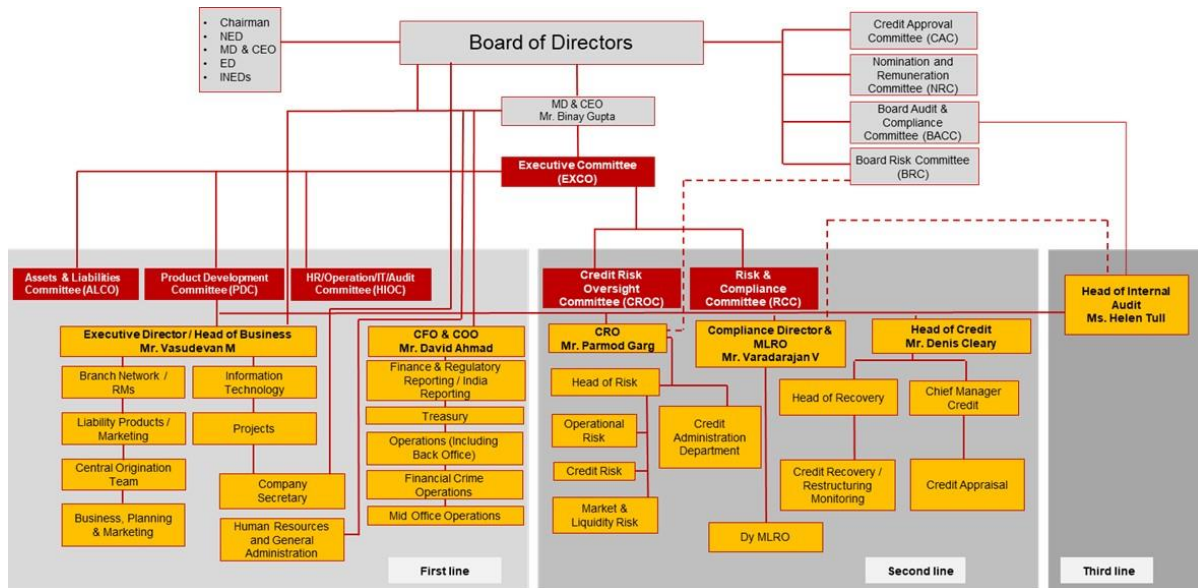 Chairman
NED
MD & CEO
ED
INEDs
Board of Directors
Credit Approval
Committee (CAC)
Nomination and
Remuneration
Committee (NRC)
Board Audit &
Compliance
Committee (BACC)
Board Risk Committee
(BRC)
MD & CEO
Mr. Binay Gupta
Executive Committee
(EXCO)
Assets & Liabilities
Committee (ALCO)
Product Development
Committee (PDC)
HR/Operation/IT/Audit
Committee (HIOC)
Credit Risk
Oversight
Committee (CROC)
Risk &
Compliance
Committee (RCC)
Head of Internal
Audit
Ms. Helen Tull
Executive Director / Head of Business
Mr. Vasudevan M
CFO & COO
Mr. David Ahmad
CRO
Mr. Parmod Garg
Compliance Director &
MLRO
Mr. Varadarajan V
Head of Credit
Mr. Denis Cleary
Branch Network /
RMs
Liability Products /
Marketing
Central Origination
Team
Business, Planning
& Marketing
Information
Technology
Projects
Company
Secretary
Human Resources
and General
Administration
Finance & Regulatory
Reporting / India
Reporting
Treasury
Operations (Including
Back Office)
Financial Crime
Operations
Mid Office Operations
Head of Risk
Operational
Risk
Credit Risk
Market &
Liquidity Risk
Credit
Administration
Department
Dy MLRO
Head of Recovery
Credit Recovery /
Restructuring
Monitoring
Chief Manager
Credit
Credit Appraisal
First line
Second line
Third line